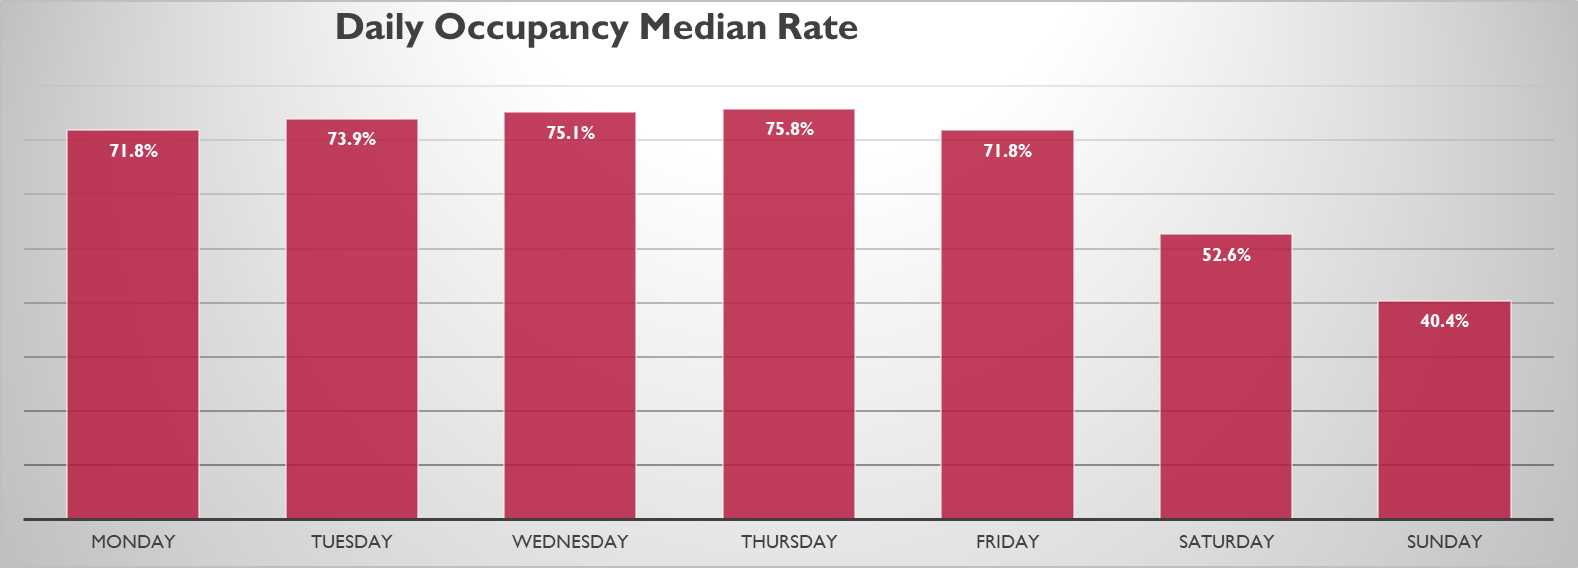 Daily Occupancy Median Rate
71.8%
73.9%
75.1%
75.8%
71.8%
52.6%
40.4%
MONDAY
TUESDAY
WEDNESDAY
THURSDAY
FRIDAY
SATURDAY
SUNDAY